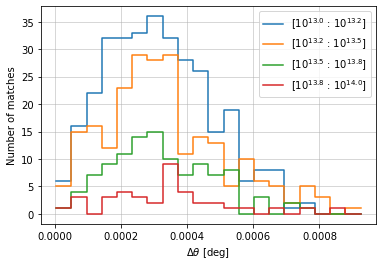 [10^13.0 : 10^13.2]
[10^13.2 : 10^13.5]
[10^13.5 : 10^13.8]
[10^13.8 : 10^14.0]
Number of matches
35
30
25
20
15
10
5
0
0.0000 0.0002 0.0004 0.0006 0.0008
Δθ [deg]